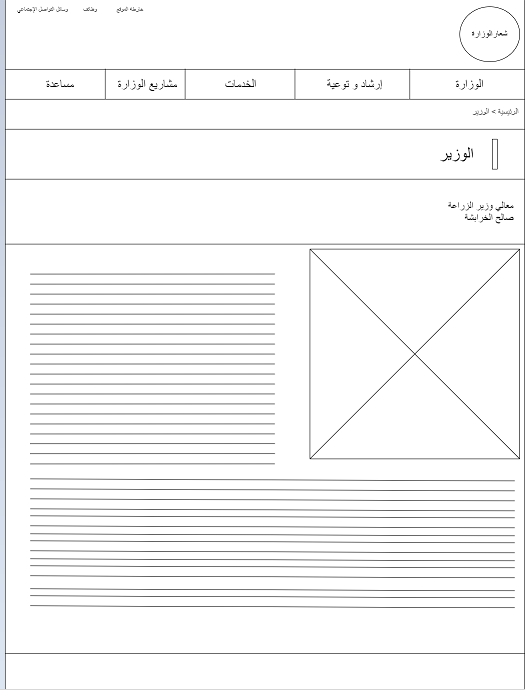 خارطة الموقع وظائف وسائل التواصل الإجتماعي
شعار الوزارة
الوزارة إرشاد و توعية الخدمات مشاريع الوزارة مساعدة
الرئيسية > الوزير
الوزير
معالي وزير الزراعة
صالح الخرابشة